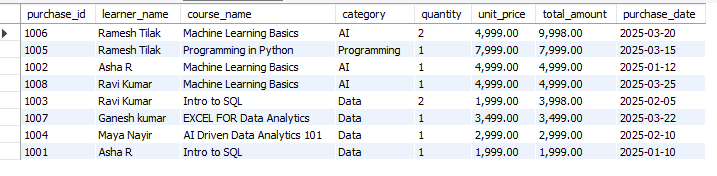 purchase_id learner_name course_name category quantity unit_price total_amount purchase_date
1006 Ramesh Tilak Machine Learning Basics AI 2 4,999.00 9,998.00 2025-03-20
1005 Ramesh Tilak Programming in Python Programming 1 7,999.00 7,999.00 2025-03-15
1002 Asha R Machine Learning Basics AI 1 4,999.00 4,999.00 2025-01-12
1008 Ravi Kumar Machine Learning Basics AI 1 4,999.00 4,999.00 2025-03-25
1003 Ravi Kumar Intro to SQL Data 2 1,999.00 3,998.00 2025-02-05
1007 Ganesh kumar EXCEL FOR Data Analytics Data 1 3,499.00 3,499.00 2025-03-22
1004 Maya Nayir AI Driven Data Analytics 101 Data 1 2,999.00 2,999.00 2025-02-10
1001 Asha R Intro to SQL Data 1 1,999.00 1,999.00 2025-01-10